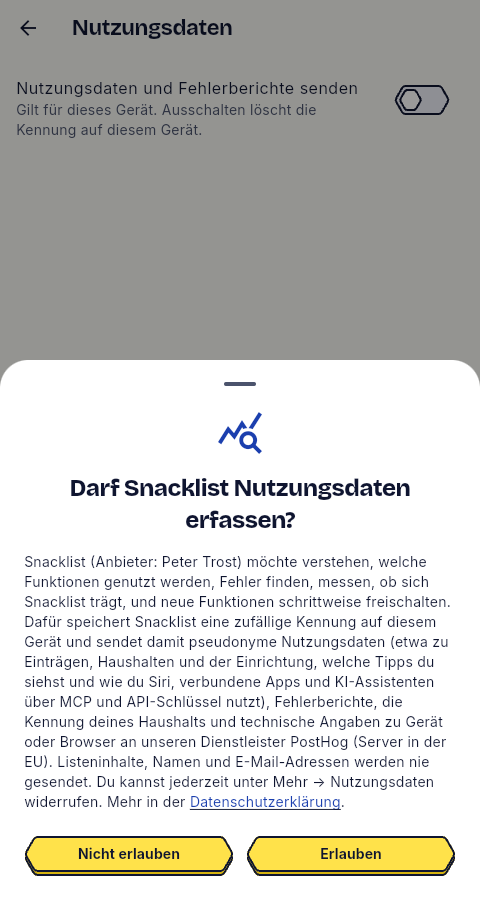 Nutzungsdaten
Nutzungsdaten und Fehlerberichte senden
Gilt für dieses Gerät. Ausschalten löscht die
Kennung auf diesem Gerät.
Darf Snacklist Nutzungsdaten
erfassen?
Snacklist (Anbieter: Peter Trost) möchte verstehen, welche
Funktionen genutzt werden, Fehler finden, messen, ob sich
Snacklist trägt, und neue Funktionen schrittweise freischalten.
Dafür speichert Snacklist eine zufällige Kennung auf diesem
Gerät und sendet damit pseudonyme Nutzungsdaten (etwa zu
Einträgen, Haushalten und der Einrichtung, welche Tipps du
siehst und wie du Siri, verbundene Apps und KI-Assistenten
über MCP und API-Schlüssel nutzt), Fehlerberichte, die
Kennung deines Haushalts und technische Angaben zu Gerät
oder Browser an unseren Dienstleister PostHog (Server in der
EU). Listeninhalte, Namen und E-Mail-Adressen werden nie
gesendet. Du kannst jederzeit unter Mehr → Nutzungsdaten
widerrufen. Mehr in der Datenschutzerklärung.
Nicht erlauben
Erlauben